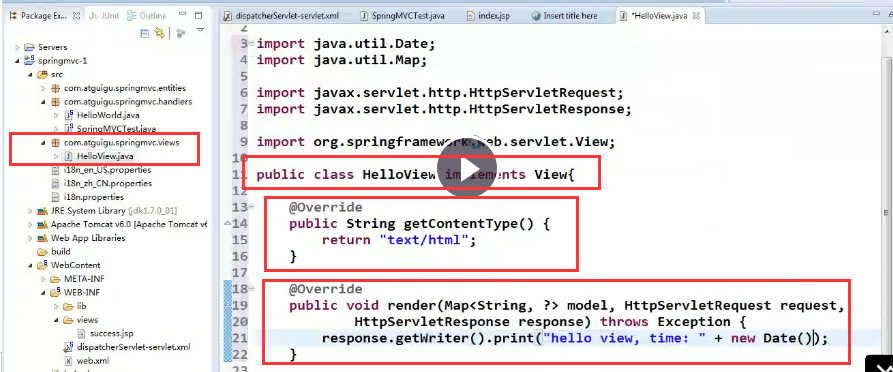 Package Ex...
JUnit
Outline
Servers
springmvc-1
src
com.atguigu.springmvc.entities
com.atguigu.springmvc.handlers
HelloWorld.java
SpringMVCTest.java
com.atguigu.springmvc.views
HelloView.java
i18n_en_US.properties
i18n_zh_CN.properties
i18n.properties
JRE System Library [jdk1.7.0_01]
Apache Tomcat v6.0 [Apache Tomcat v6
Web App Libraries
build
WebContent
META-INF
WEB-INF
lib
views
success.jsp
dispatcherServlet-servlet.xml
web.xml
dispatcherServlet-servlet.xml
SpringMVCTest.java
index.jsp
Insert title here
*HelloView.java
2
3 import java.util.Date;
4 import java.util.Map;
5
6 import javax.servlet.http.HttpServletRequest;
7 import javax.servlet.http.HttpServletResponse;
8
9 import org.springframework.web.servlet.View;
10
11 public class HelloView implements View{
12
13 @Override
14 public String getContentType() {
15 return "text/html";
16 }
17
18 @Override
19 public void render(Map<String, ?> model, HttpServletRequest request,
20 HttpServletResponse response) throws Exception {
21 response.getWriter().print("hello view, time: " + new Date());
22 }
23